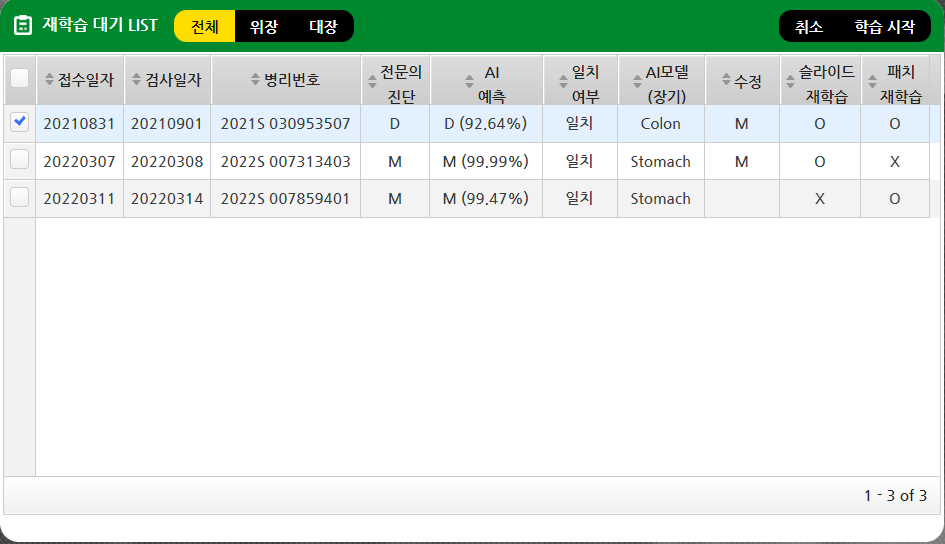 재학습 대기 LIST 전체 위장 대장 취소 학습 시작
접수일자 검사일자 병리번호 전문의 진단 AI 예측 일치 여부 AI모델 (장기) 수정 슬라이드 재학습 패치 재학습
20210831 20210901 2021S 030953507 D D (92.64%) 일치 Colon M O O
20220307 20220308 2022S 007313403 M M (99.99%) 일치 Stomach M O X
20220311 20220314 2022S 007859401 M M (99.47%) 일치 Stomach X O
1 - 3 of 3